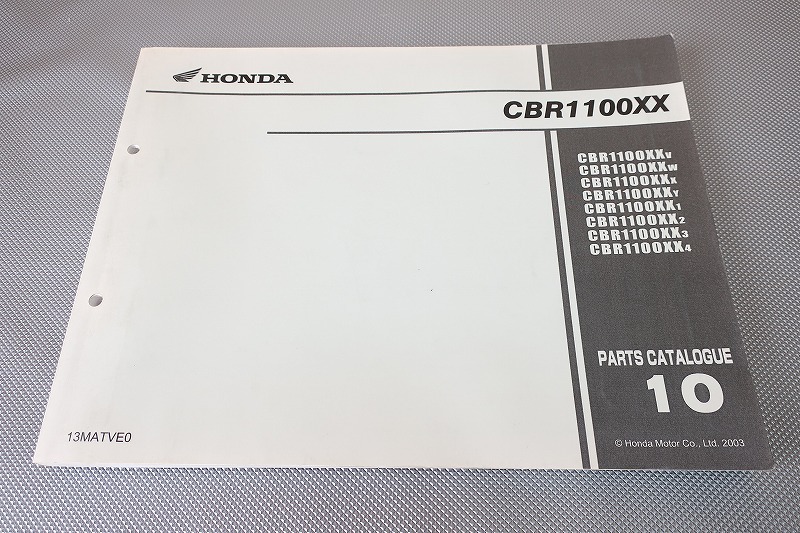 HONDA
CBR1100XX
CBR1100XXV
CBR1100XXW
CBR1100XXX
CBR1100XXY
CBR1100XX1
CBR1100XX2
CBR1100XX3
CBR1100XX4
PARTS CATALOGUE
10
13MATVE0
© Honda Motor Co., Ltd. 2003